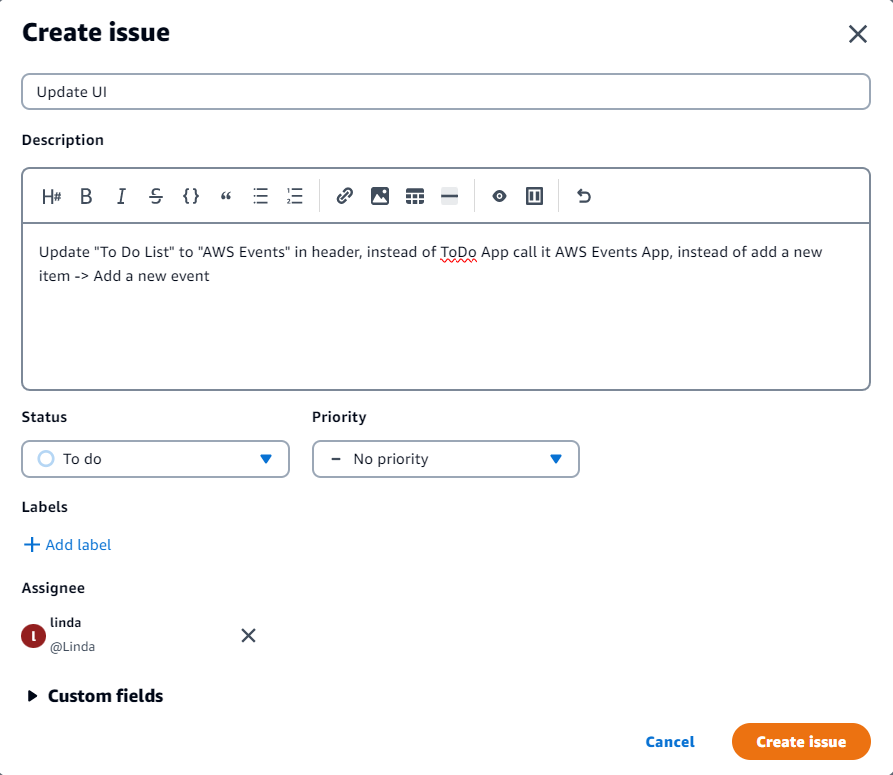 Create issue
Update UI
Description
H# B I S {} “
Update "To Do List" to "AWS Events" in header, instead of ToDo App call it AWS Events App, instead of add a new
item -> Add a new event
Status Priority
To do – No priority
Labels
+ Add label
Assignee
l linda
@Linda
Custom fields
Cancel Create issue